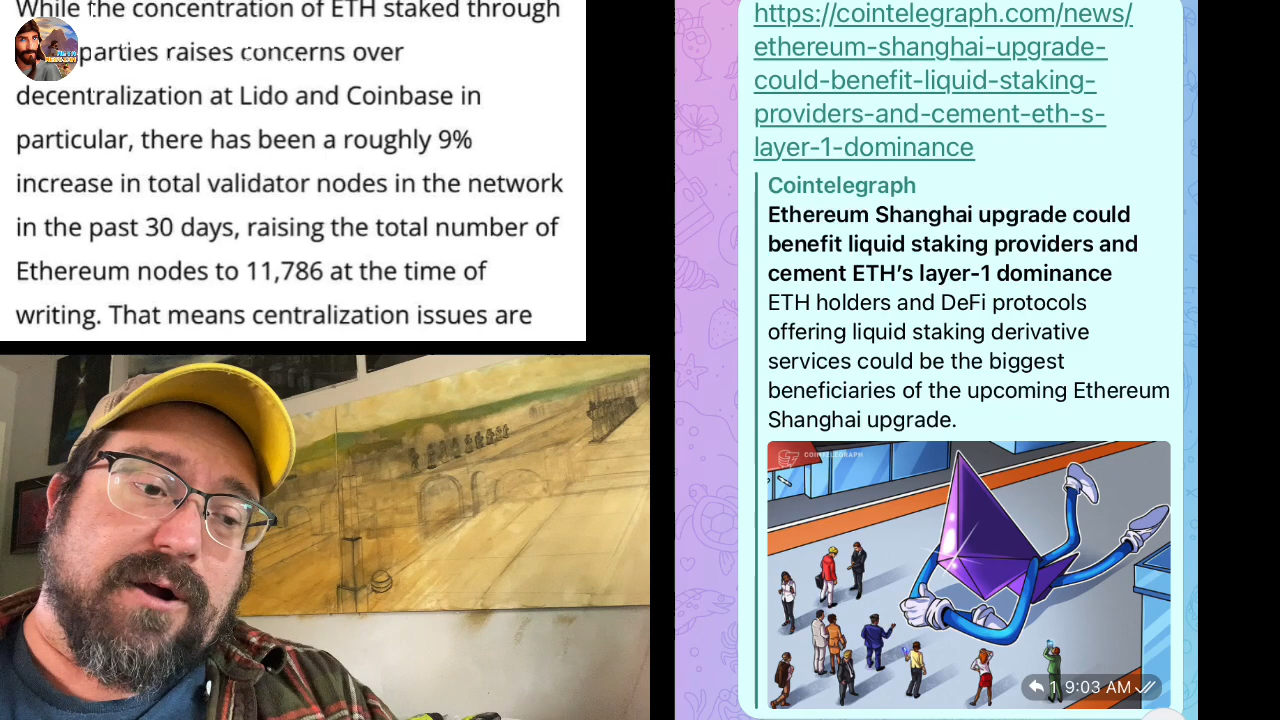 While the concentration of ETH staked through
parties raises concerns over
decentralization at Lido and Coinbase in
particular, there has been a roughly 9%
increase in total validator nodes in the network
in the past 30 days, raising the total number of
Ethereum nodes to 11,786 at the time of
writing. That means centralization issues are
https://cointelegraph.com/news/
ethereum-shanghai-upgrade-
could-benefit-liquid-staking-
providers-and-cement-eth-s-
layer-1-dominance
Cointelegraph
Ethereum Shanghai upgrade could
benefit liquid staking providers and
cement ETH’s layer-1 dominance
ETH holders and DeFi protocols
offering liquid staking derivative
services could be the biggest
beneficiaries of the upcoming Ethereum
Shanghai upgrade.
COINTELEGRAPH
1 9:03 AM